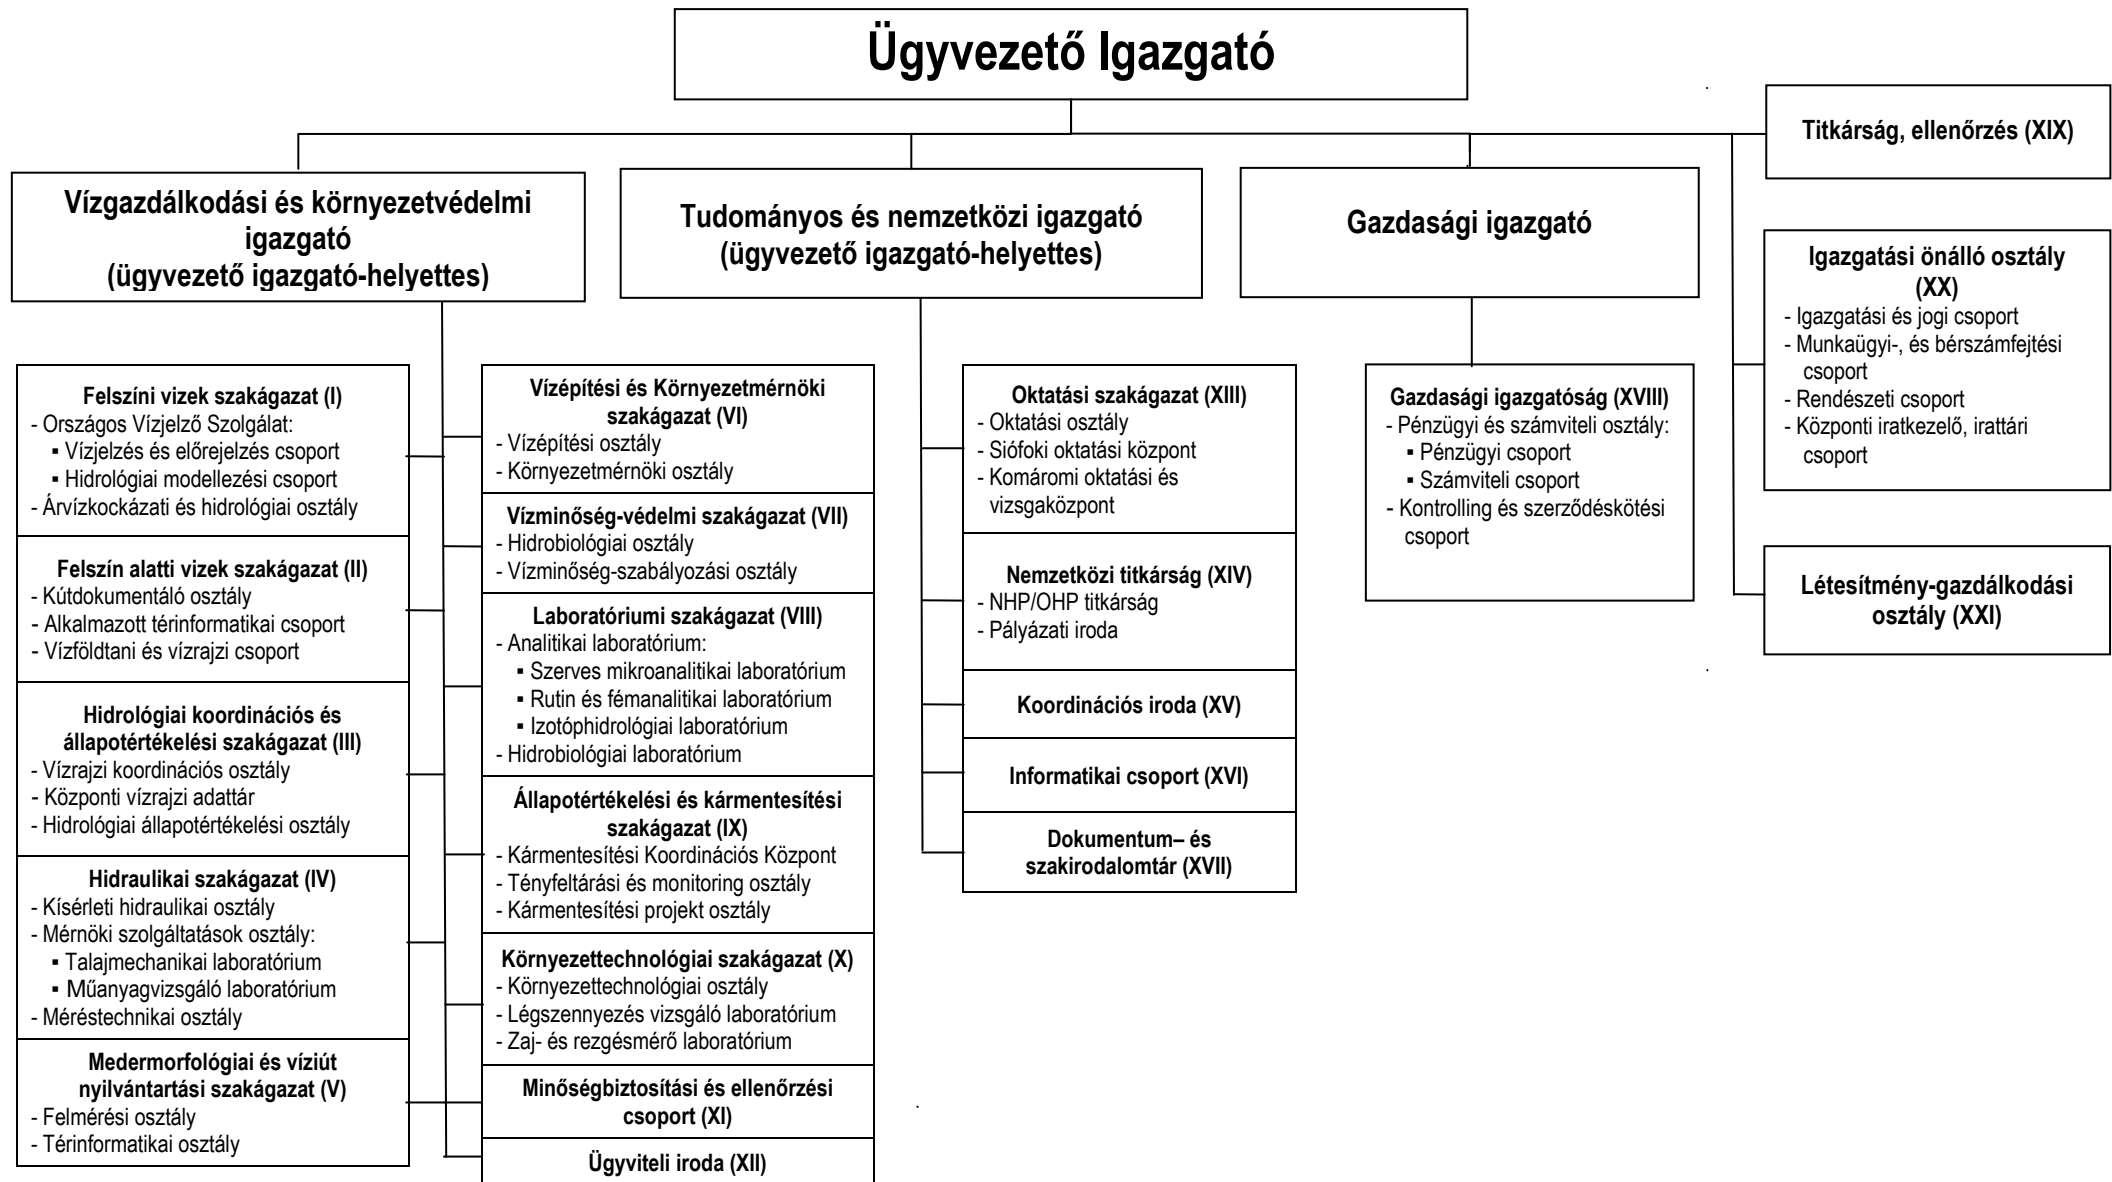 Ügyvezető Igazgató
Titkárság, ellenőrzés (XIX)
Vízgazdálkodási és környezetvédelmi
igazgató
(ügyvezető igazgató-helyettes)
Tudományos és nemzetközi igazgató
(ügyvezető igazgató-helyettes)
Gazdasági igazgató
Igazgatási önálló osztály
(XX)
- Igazgatási és jogi csoport
- Munkaügyi-, és bérszámfejtési
csoport
- Rendészeti csoport
- Központi iratkezelő, irattári
csoport
Létesítmény-gazdálkodási
osztály (XXI)
Felszíni vizek szakágazat (I)
- Országos Vízjelző Szolgálat:
▪ Vízjelzés és előrejelzés csoport
▪ Hidrológiai modellezési csoport
- Árvízkockázati és hidrológiai osztály
Felszín alatti vizek szakágazat (II)
- Kútdokumentáló osztály
- Alkalmazott térinformatikai csoport
- Vízföldtani és vízrajzi csoport
Hidrológiai koordinációs és
állapotértékelési szakágazat (III)
- Vízrajzi koordinációs osztály
- Központi vízrajzi adattár
- Hidrológiai állapotértékelési osztály
Hidraulikai szakágazat (IV)
- Kísérleti hidraulikai osztály
- Mérnöki szolgáltatások osztály:
▪ Talajmechanikai laboratórium
▪ Műanyagvizsgáló laboratórium
- Méréstechnikai osztály
Medermorfológiai és víziút
nyilvántartási szakágazat (V)
- Felmérési osztály
- Térinformatikai osztály
Vízépítési és Környezetmérnöki
szakágazat (VI)
- Vízépítési osztály
- Környezetmérnöki osztály
Vízminőség-védelmi szakágazat (VII)
- Hidrobiológiai osztály
- Vízminőség-szabályozási osztály
Laboratóriumi szakágazat (VIII)
- Analitikai laboratórium:
▪ Szerves mikroanalitikai laboratórium
▪ Rutin és fémanalitikai laboratórium
▪ Izotóphidrológiai laboratórium
- Hidrobiológiai laboratórium
Állapotértékelési és kármentesítési
szakágazat (IX)
- Kármentesítési Koordinációs Központ
- Tényfeltárási és monitoring osztály
- Kármentesítési projekt osztály
Környezettechnológiai szakágazat (X)
- Környezettechnológiai osztály
- Légszennyezés vizsgáló laboratórium
- Zaj- és rezgésmérő laboratórium
Minőségbiztosítási és ellenőrzési
csoport (XI)
Ügyviteli iroda (XII)
Oktatási szakágazat (XIII)
- Oktatási osztály
- Siófoki oktatási központ
- Komáromi oktatási és
vizsgaközpont
Nemzetközi titkárság (XIV)
- NHP/OHP titkárság
- Pályázati iroda
Koordinációs iroda (XV)
Informatikai csoport (XVI)
Dokumentum– és
szakirodalomtár (XVII)
Gazdasági igazgatóság (XVIII)
- Pénzügyi és számviteli osztály:
▪ Pénzügyi csoport
▪ Számviteli csoport
- Kontrolling és szerződéskötési
csoport